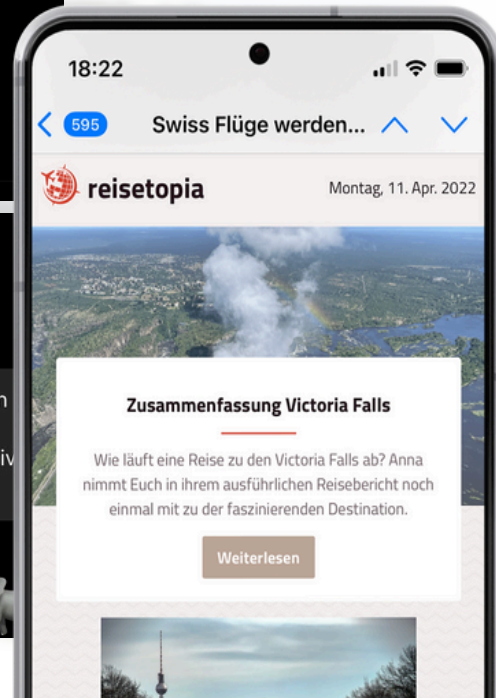 18:22
595
Swiss Flüge werden...
reisetopia
Montag, 11. Apr. 2022
Zusammenfassung Victoria Falls
Wie läuft eine Reise zu den Victoria Falls ab? Anna
nimmt Euch in ihrem ausführlichen Reisebericht noch
einmal mit zu der faszinierenden Destination.
Weiterlesen